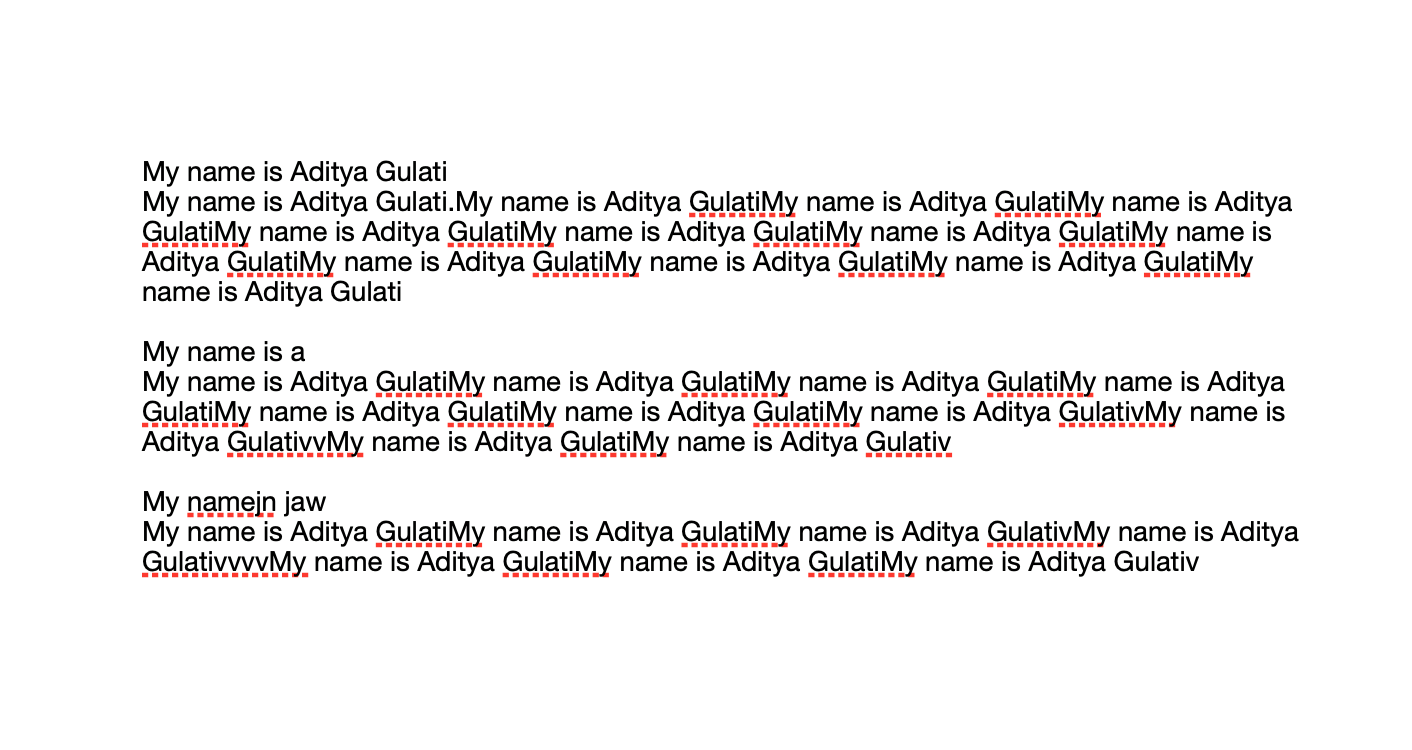 My name is Aditya Gulati
My name is Aditya Gulati.My name is Aditya GulatiMy name is Aditya GulatiMy name is Aditya
GulatiMy name is Aditya GulatiMy name is Aditya GulatiMy name is Aditya GulatiMy name is
Aditya GulatiMy name is Aditya GulatiMy name is Aditya GulatiMy name is Aditya GulatiMy
name is Aditya Gulati
My name is a
My name is Aditya GulatiMy name is Aditya GulatiMy name is Aditya GulatiMy name is Aditya
GulatiMy name is Aditya GulatiMy name is Aditya GulatiMy name is Aditya GulativMy name is
Aditya GulativvMy name is Aditya GulatiMy name is Aditya Gulativ
My namejn jaw
My name is Aditya GulatiMy name is Aditya GulatiMy name is Aditya GulativMy name is Aditya
GulativvvvMy name is Aditya GulatiMy name is Aditya GulatiMy name is Aditya Gulativ